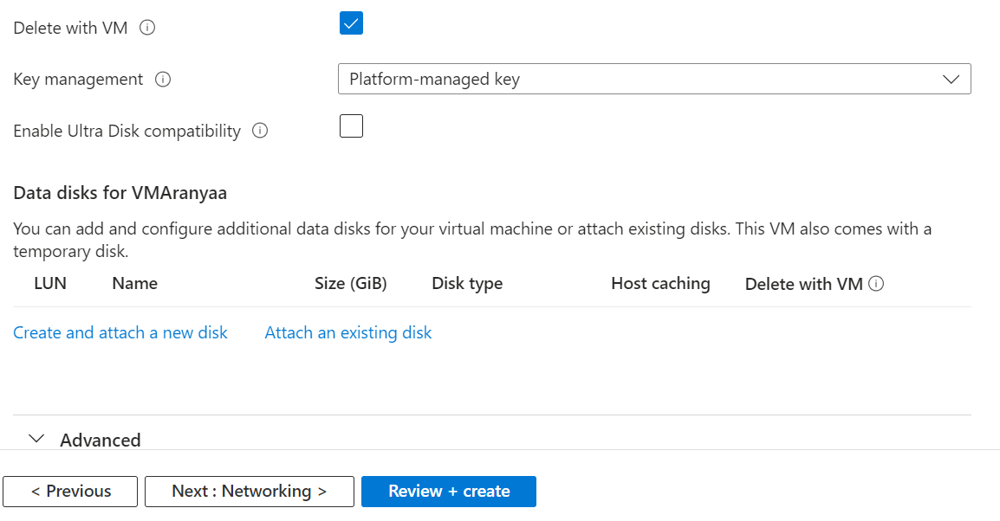 Delete with VM
Key management
Platform-managed key
Enable Ultra Disk compatibility
Data disks for VMAranyaa
You can add and configure additional data disks for your virtual machine or attach existing disks. This VM also comes with a
temporary disk.
LUN Name Size (GiB) Disk type Host caching Delete with VM
Create and attach a new disk Attach an existing disk
Advanced
< Previous Next : Networking > Review + create